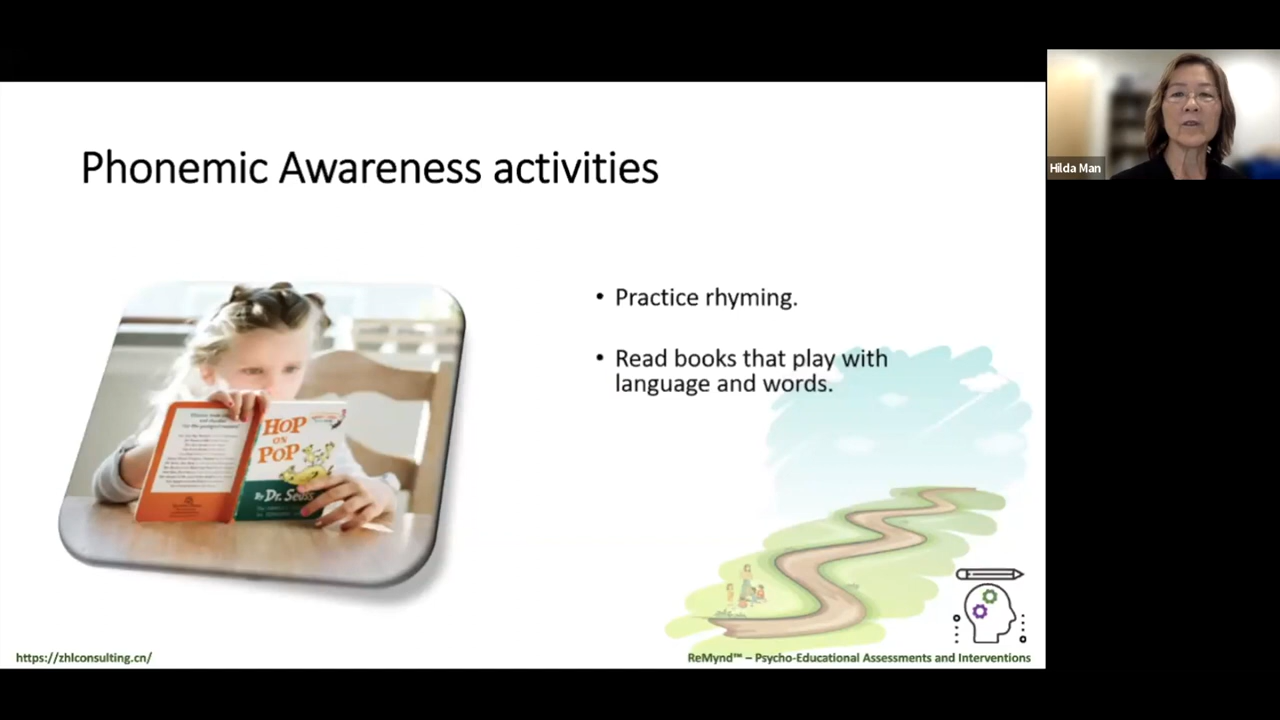 Phonemic Awareness activities
Hilda Man
• Practice rhyming.
• Read books that play with
language and words.
HOP
ON
POP
By Dr. Seuss
https://zhlconsulting.cn/
ReMynd™ – Psycho-Educational Assessments and Interventions